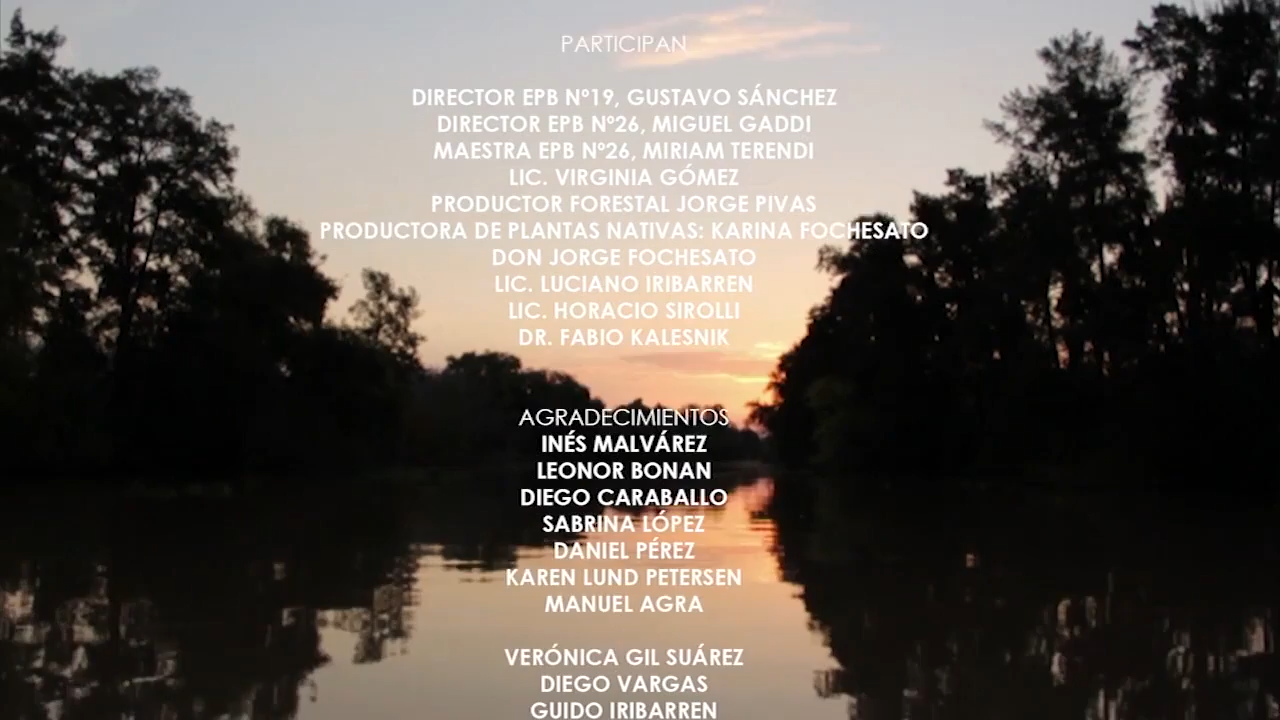 PARTICIPAN
DIRECTOR EPB Nº19, GUSTAVO SÁNCHEZ
DIRECTOR EPB Nº26, MIGUEL GADDI
MAESTRA EPB Nº26, MIRIAM TERENDI
LIC. VIRGINIA GÓMEZ
PRODUCTOR FORESTAL JORGE PIVAS
PRODUCTORA DE PLANTAS NATIVAS: KARINA FOCHESATO
DON JORGE FOCHESATO
LIC. LUCIANO IRIBARREN
LIC. HORACIO SIROLLI
DR. FABIO KALESNIK
AGRADECIMIENTOS
INÉS MALVÁREZ
LEONOR BONAN
DIEGO CARABALLO
SABRINA LÓPEZ
DANIEL PÉREZ
KAREN LUND PETERSEN
MANUEL AGRA
VERÓNICA GIL SUÁREZ
DIEGO VARGAS
GUIDO IRIBARREN